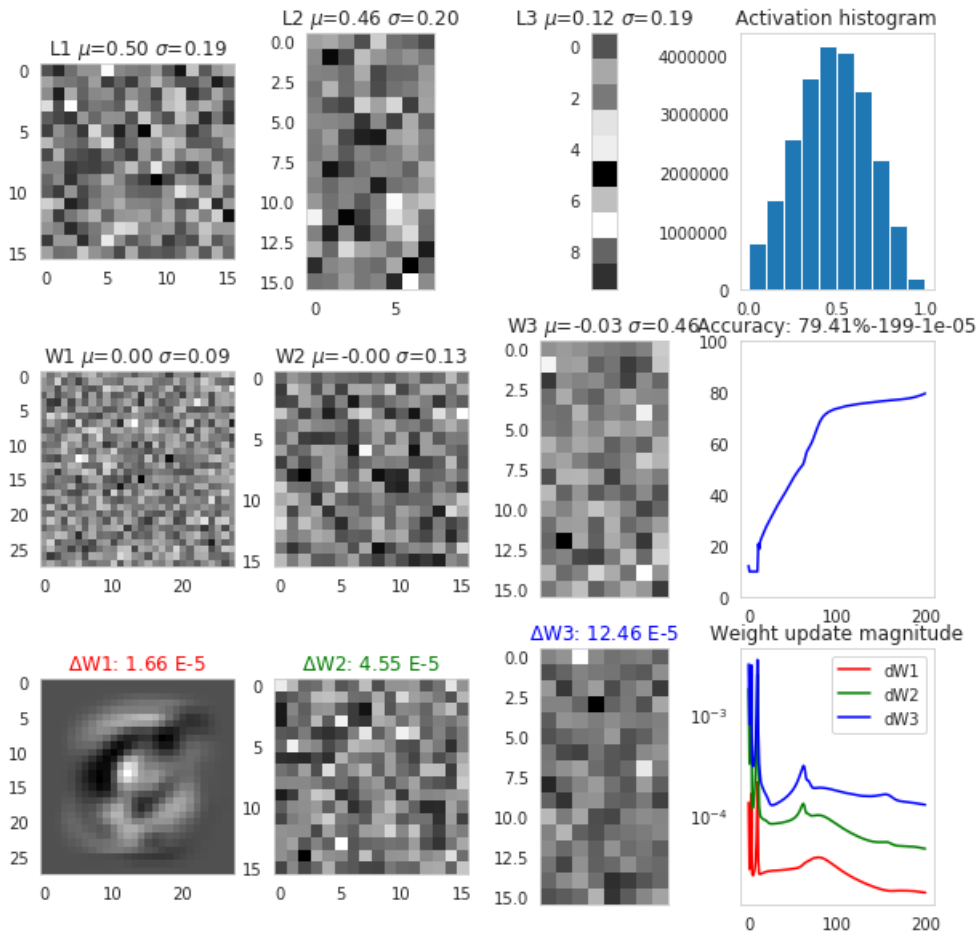 L1 μ=0.50 σ=0.19
L2 μ=0.46 σ=0.20
L3 μ=0.12 σ=0.19
Activation histogram
0
5
10
15
0 5 10 15
0.0
2.5
5.0
7.5
10.0
12.5
15.0
0 5
0
2
4
6
8
4000000
3000000
2000000
1000000
0
0.0 0.5 1.0
W1 μ=0.00 σ=0.09
W2 μ=-0.00 σ=0.13
W3 μ=-0.03 σ=0.46
Accuracy: 79.41%-199-1e-05
0
5
10
15
20
25
0 10 20
0
5
10
15
0 5 10 15
0.0
2.5
5.0
7.5
10.0
12.5
15.0
100
80
60
40
20
0
0 100 200
ΔW1: 1.66 E-5
ΔW2: 4.55 E-5
ΔW3: 12.46 E-5
Weight update magnitude
0
5
10
15
20
25
0 10 20
0
5
10
15
0 5 10 15
0.0
2.5
5.0
7.5
10.0
12.5
15.0
dW1
dW2
dW3
10⁻³
10⁻⁴
0 100 200